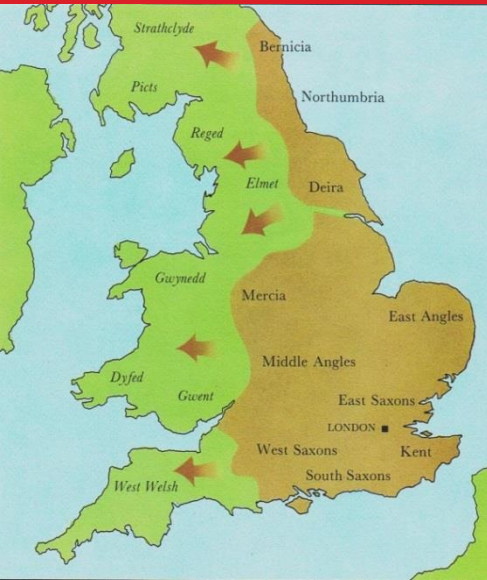 Strathclyde
Bernicia
Picts
Northumbria
Reged
Elmet
Deira
Gwynedd
Mercia
East Angles
Middle Angles
Dyfed
Gwent
East Saxons
LONDON
West Saxons
Kent
South Saxons
West Welsh